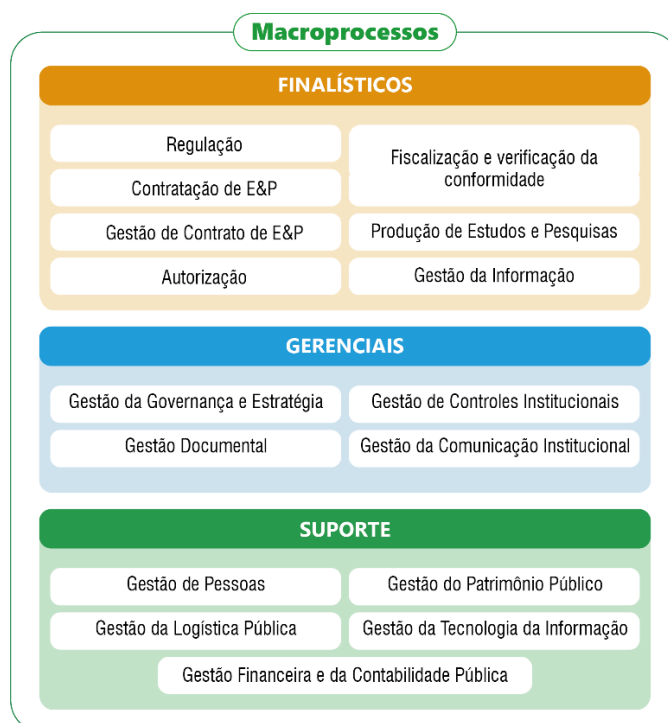 Macroprocessos
FINALÍSTICOS
Regulação
Contratação de E&P
Gestão de Contrato de E&P
Autorização
Fiscalização e verificação da
conformidade
Produção de Estudos e Pesquisas
Gestão da Informação
GERENCIAIS
Gestão da Governança e Estratégia
Gestão Documental
Gestão de Controles Institucionais
Gestão da Comunicação Institucional
SUPORTE
Gestão de Pessoas
Gestão da Logística Pública
Gestão do Patrimônio Público
Gestão da Tecnologia da Informação
Gestão Financeira e da Contabilidade Pública